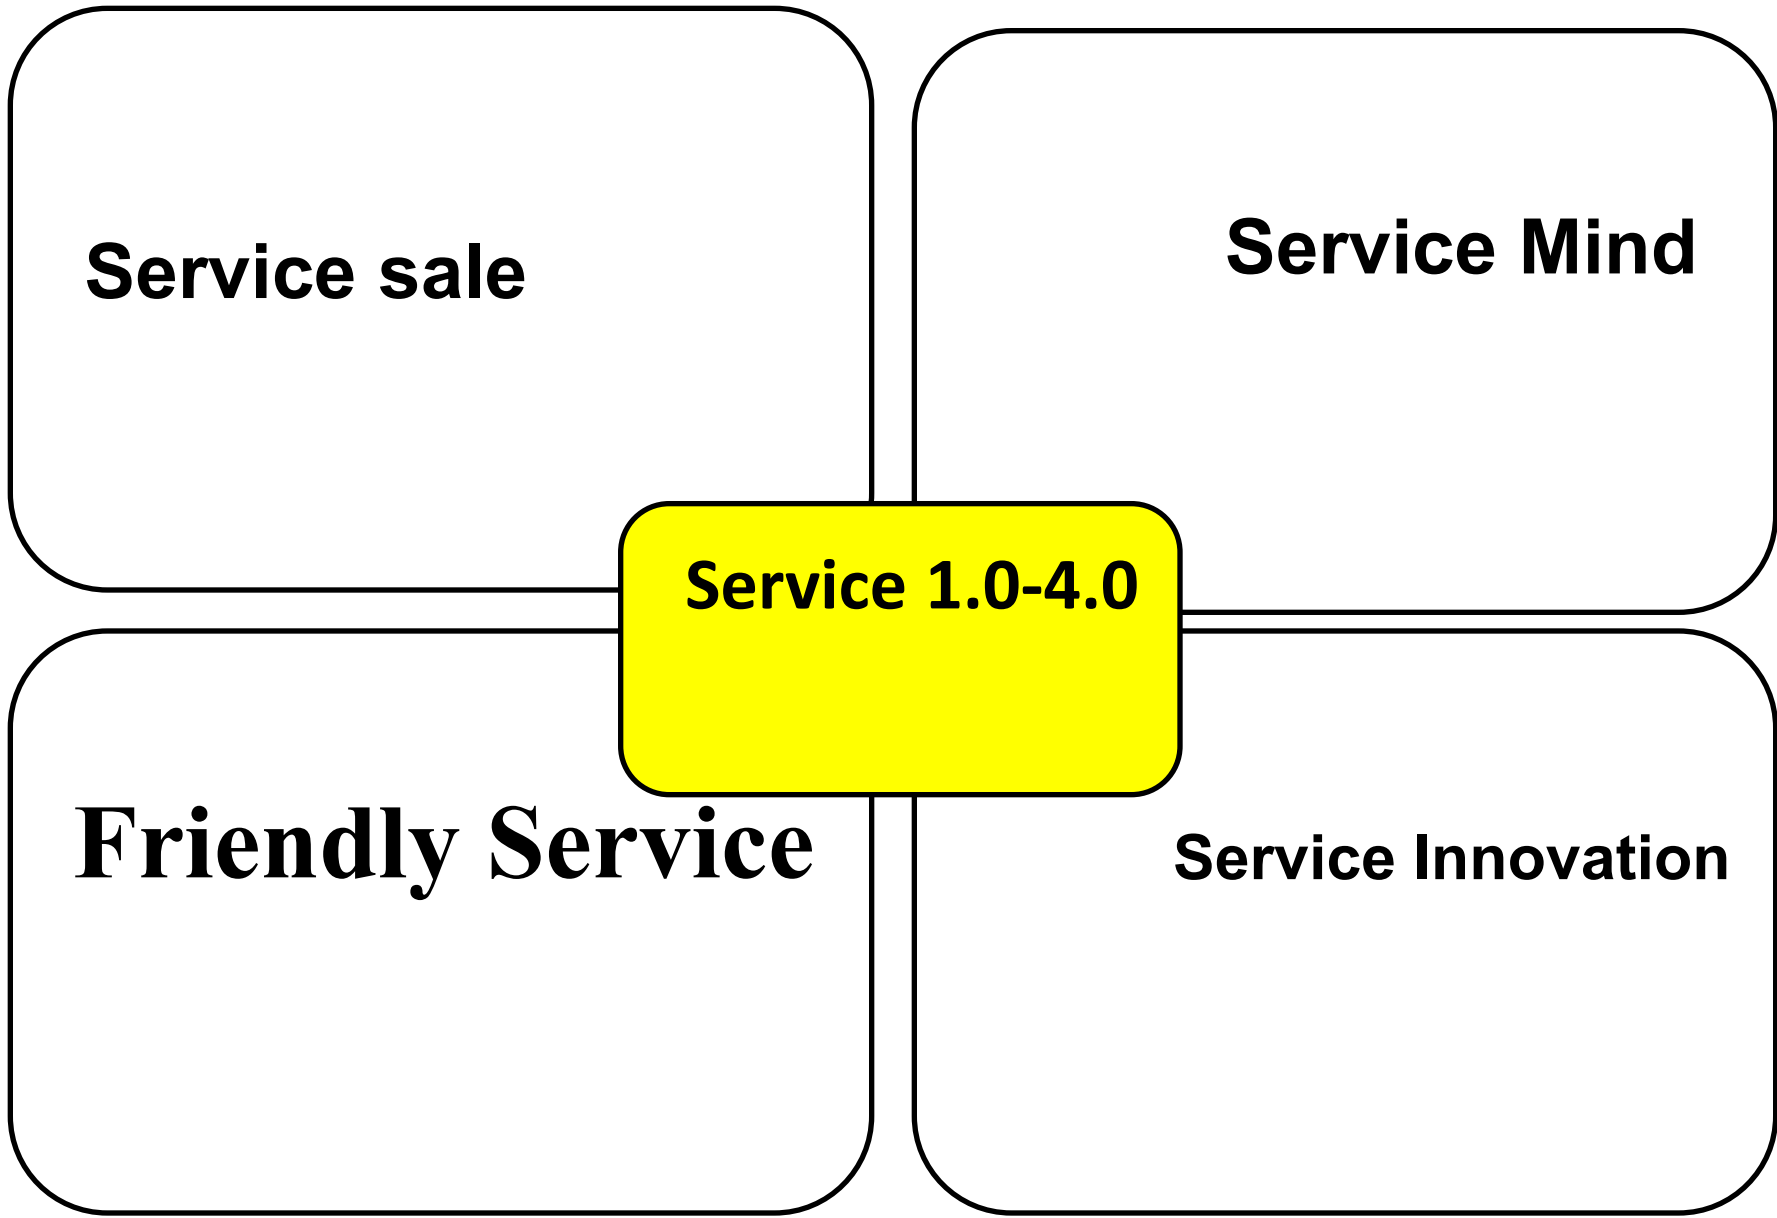 Service sale
Service Mind
Service 1.0-4.0
Friendly Service
Service Innovation